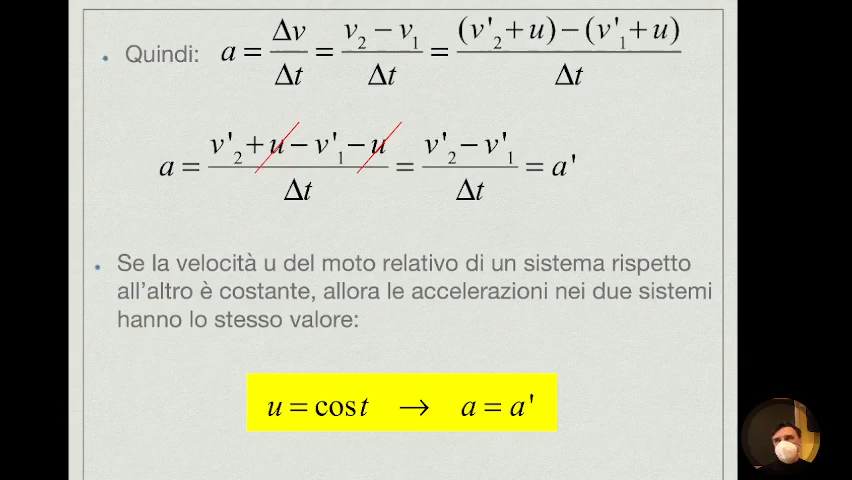 • Quindi: a = Δv/Δt = (v₂ − v₁)/Δt = ((v'₂ + u) − (v'₁ + u))/Δt
a = (v'₂ + u − v'₁ − u)/Δt = (v'₂ − v'₁)/Δt = a'
• Se la velocità u del moto relativo di un sistema rispetto
all'altro è costante, allora le accelerazioni nei due sistemi
hanno lo stesso valore:
u = cost → a = a'